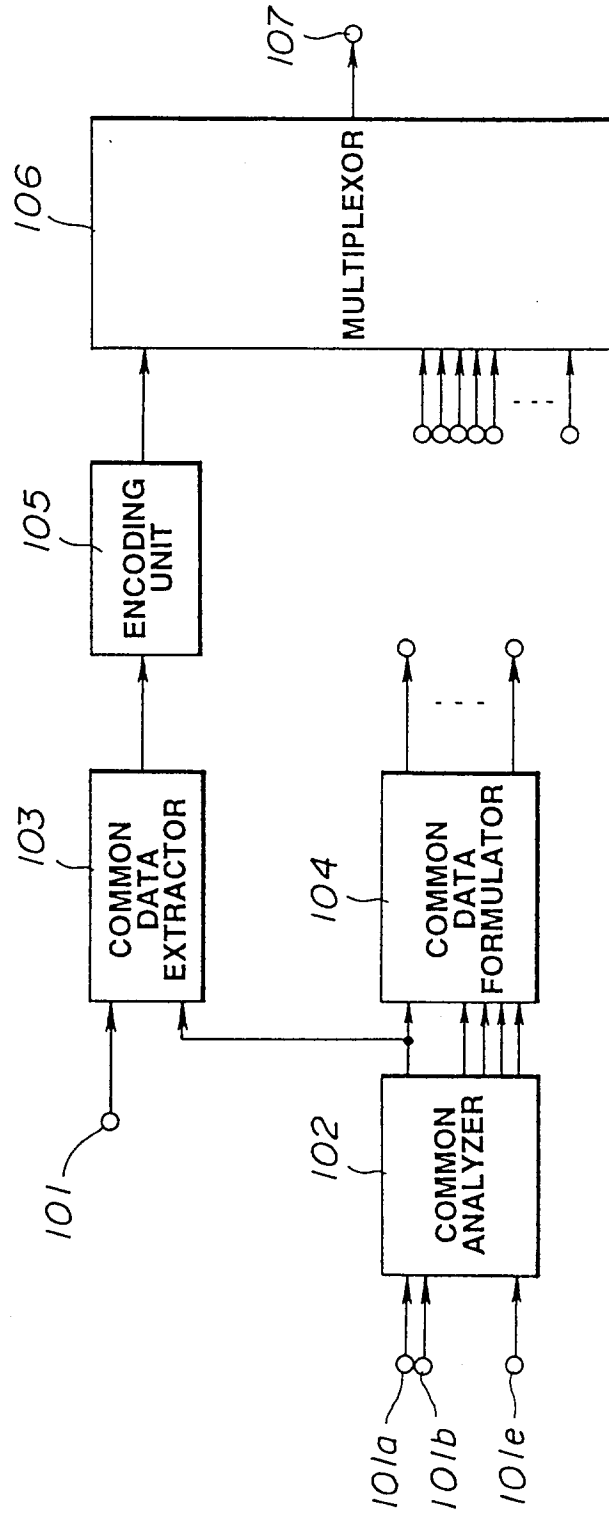 101
103
COMMON
DATA
EXTRACTOR
105
ENCODING
UNIT
106
MULTIPLEXOR
107
101a
101b
101e
102
COMMON
ANALYZER
104
COMMON
DATA
FORMULATOR